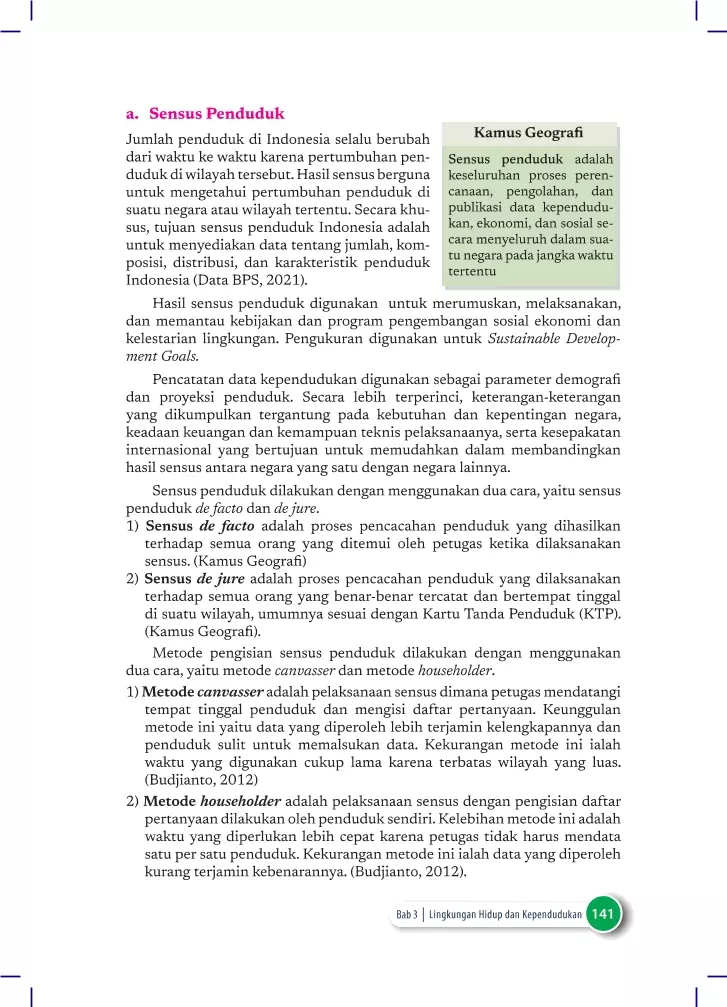 a. Sensus Penduduk
Jumlah penduduk di Indonesia selalu berubah
dari waktu ke waktu karena pertumbuhan pen-
duduk di wilayah tersebut. Hasil sensus berguna
untuk mengetahui pertumbuhan penduduk di
suatu negara atau wilayah tertentu. Secara khu-
sus, tujuan sensus penduduk Indonesia adalah
untuk menyediakan data tentang jumlah, kom-
posisi, distribusi, dan karakteristik penduduk
Indonesia (Data BPS, 2021).
Kamus Geografi
Sensus penduduk adalah
keseluruhan proses peren-
canaan, pengolahan, dan
publikasi data kependudu-
kan, ekonomi, dan sosial se-
cara menyeluruh dalam sua-
tu negara pada jangka waktu
tertentu
Hasil sensus penduduk digunakan untuk merumuskan, melaksanakan,
dan memantau kebijakan dan program pengembangan sosial ekonomi dan
kelestarian lingkungan. Pengukuran digunakan untuk Sustainable Develop-
ment Goals.
Pencatatan data kependudukan digunakan sebagai parameter demografi
dan proyeksi penduduk. Secara lebih terperinci, keterangan-keterangan
yang dikumpulkan tergantung pada kebutuhan dan kepentingan negara,
keadaan keuangan dan kemampuan teknis pelaksanaanya, serta kesepakatan
internasional yang bertujuan untuk memudahkan dalam membandingkan
hasil sensus antara negara yang satu dengan negara lainnya.
Sensus penduduk dilakukan dengan menggunakan dua cara, yaitu sensus
penduduk de facto dan de jure.
1) Sensus de facto adalah proses pencacahan penduduk yang dihasilkan
terhadap semua orang yang ditemui oleh petugas ketika dilaksanakan
sensus. (Kamus Geografi)
2) Sensus de jure adalah proses pencacahan penduduk yang dilaksanakan
terhadap semua orang yang benar-benar tercatat dan bertempat tinggal
di suatu wilayah, umumnya sesuai dengan Kartu Tanda Penduduk (KTP).
(Kamus Geografi).
Metode pengisian sensus penduduk dilakukan dengan menggunakan
dua cara, yaitu metode canvasser dan metode householder.
1) Metode canvasser adalah pelaksanaan sensus dimana petugas mendatangi
tempat tinggal penduduk dan mengisi daftar pertanyaan. Keunggulan
metode ini yaitu data yang diperoleh lebih terjamin kelengkapannya dan
penduduk sulit untuk memalsukan data. Kekurangan metode ini ialah
waktu yang digunakan cukup lama karena terbatas wilayah yang luas.
(Budjianto, 2012)
2) Metode householder adalah pelaksanaan sensus dengan pengisian daftar
pertanyaan dilakukan oleh penduduk sendiri. Kelebihan metode ini adalah
waktu yang diperlukan lebih cepat karena petugas tidak harus mendata
satu per satu penduduk. Kekurangan metode ini ialah data yang diperoleh
kurang terjamin kebenarannya. (Budjianto, 2012).
Bab 3 | Lingkungan Hidup dan Kependudukan 141